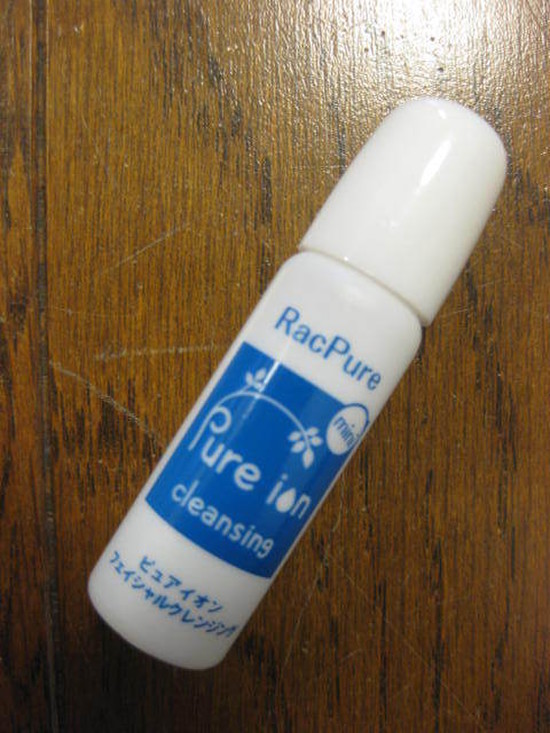 RacPure
mini
Pure ion
cleansing
ピュアイオン
フェイシャルクレンジング